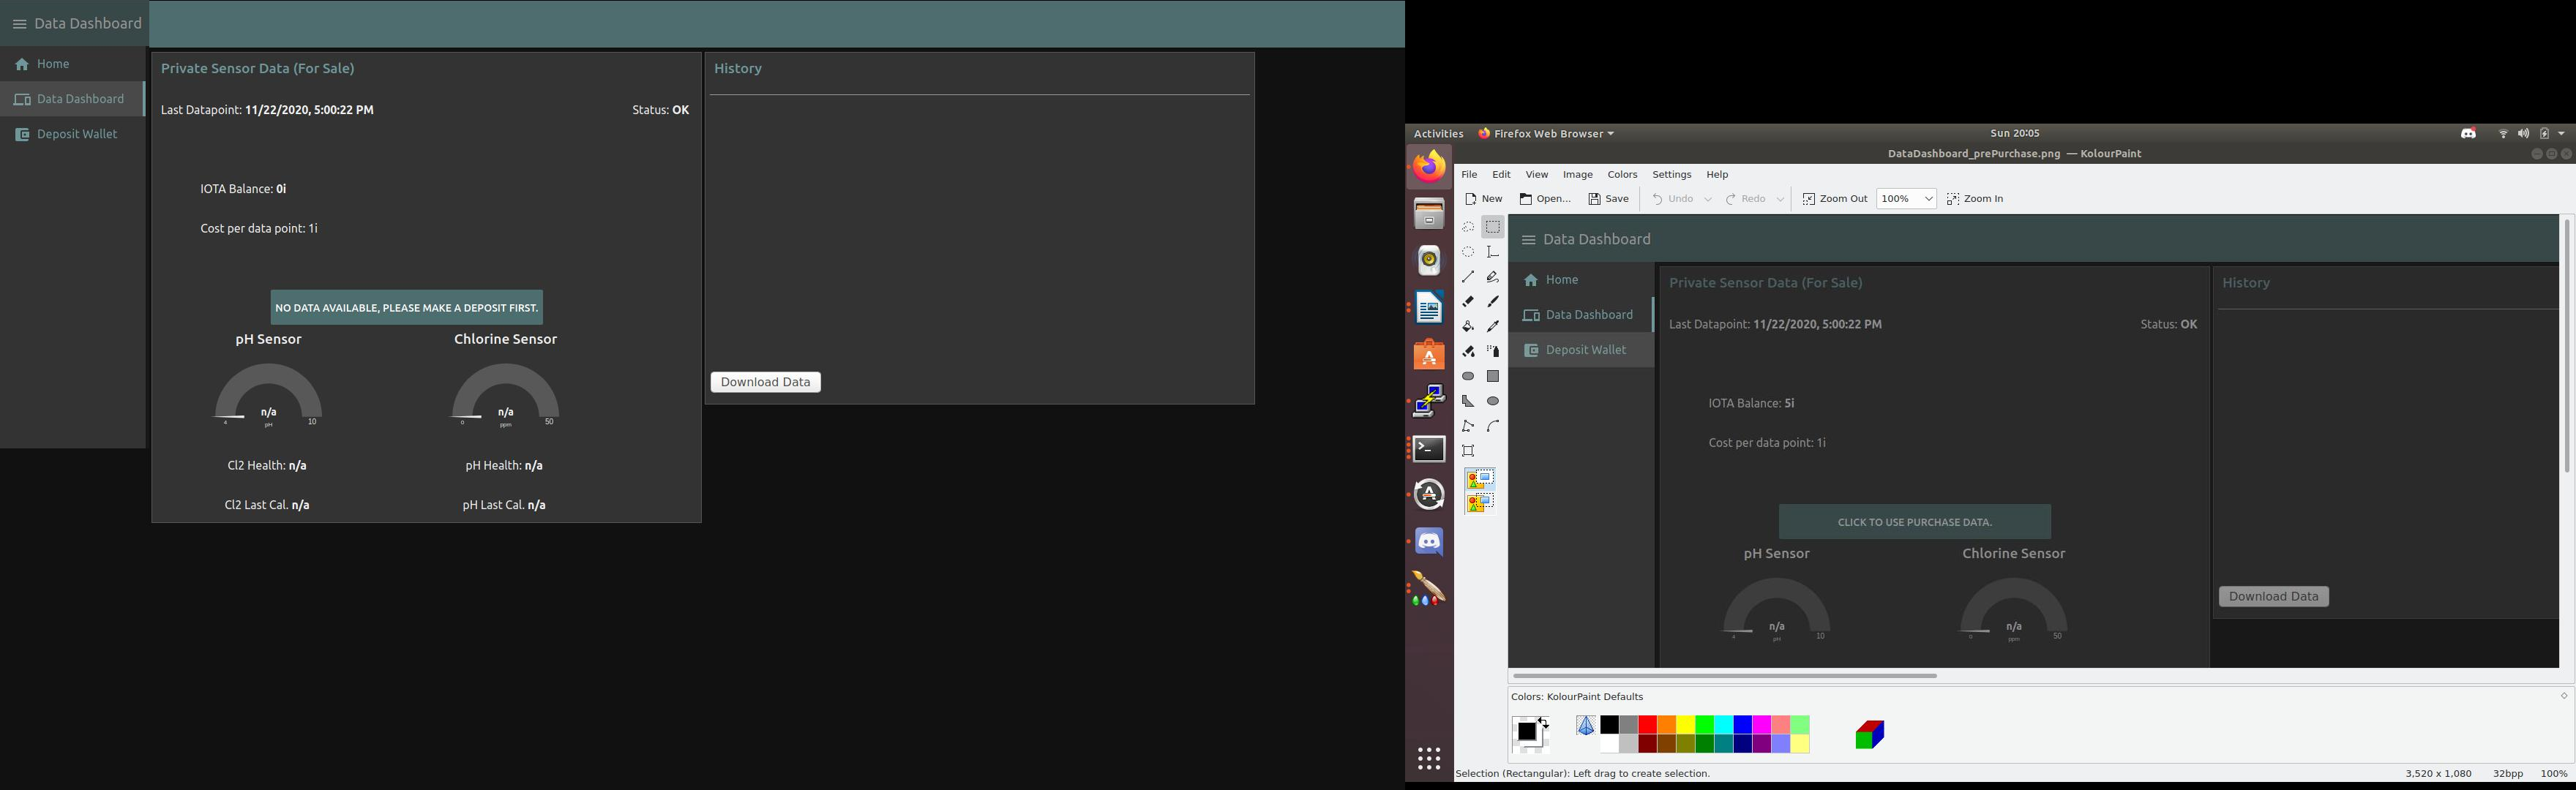 Data Dashboard
Home
Data Dashboard
Deposit Wallet
Private Sensor Data (For Sale)
Last Datapoint: 11/22/2020, 5:00:22 PM
Status: OK
IOTA Balance: 0i
Cost per data point: 1i
NO DATA AVAILABLE, PLEASE MAKE A DEPOSIT FIRST.
pH Sensor
Chlorine Sensor
n/a
4
pH
10
n/a
0
ppm
50
Cl2 Health: n/a
pH Health: n/a
Cl2 Last Cal. n/a
pH Last Cal. n/a
History
Download Data
Activities
Firefox Web Browser
Sun 20:05
DataDashboard_prePurchase.png — KolourPaint
File Edit View Image Colors Settings Help
New Open... Save Undo Redo Zoom Out 100% Zoom In
Data Dashboard
Home
Data Dashboard
Deposit Wallet
Private Sensor Data (For Sale)
Last Datapoint: 11/22/2020, 5:00:22 PM
Status: OK
IOTA Balance: 5i
Cost per data point: 1i
CLICK TO USE PURCHASE DATA.
pH Sensor
Chlorine Sensor
n/a
4
pH
10
n/a
0
ppm
50
History
Download Data
Colors: KolourPaint Defaults
Selection (Rectangular): Left drag to create selection.
3,520 x 1,080
32bpp
100%